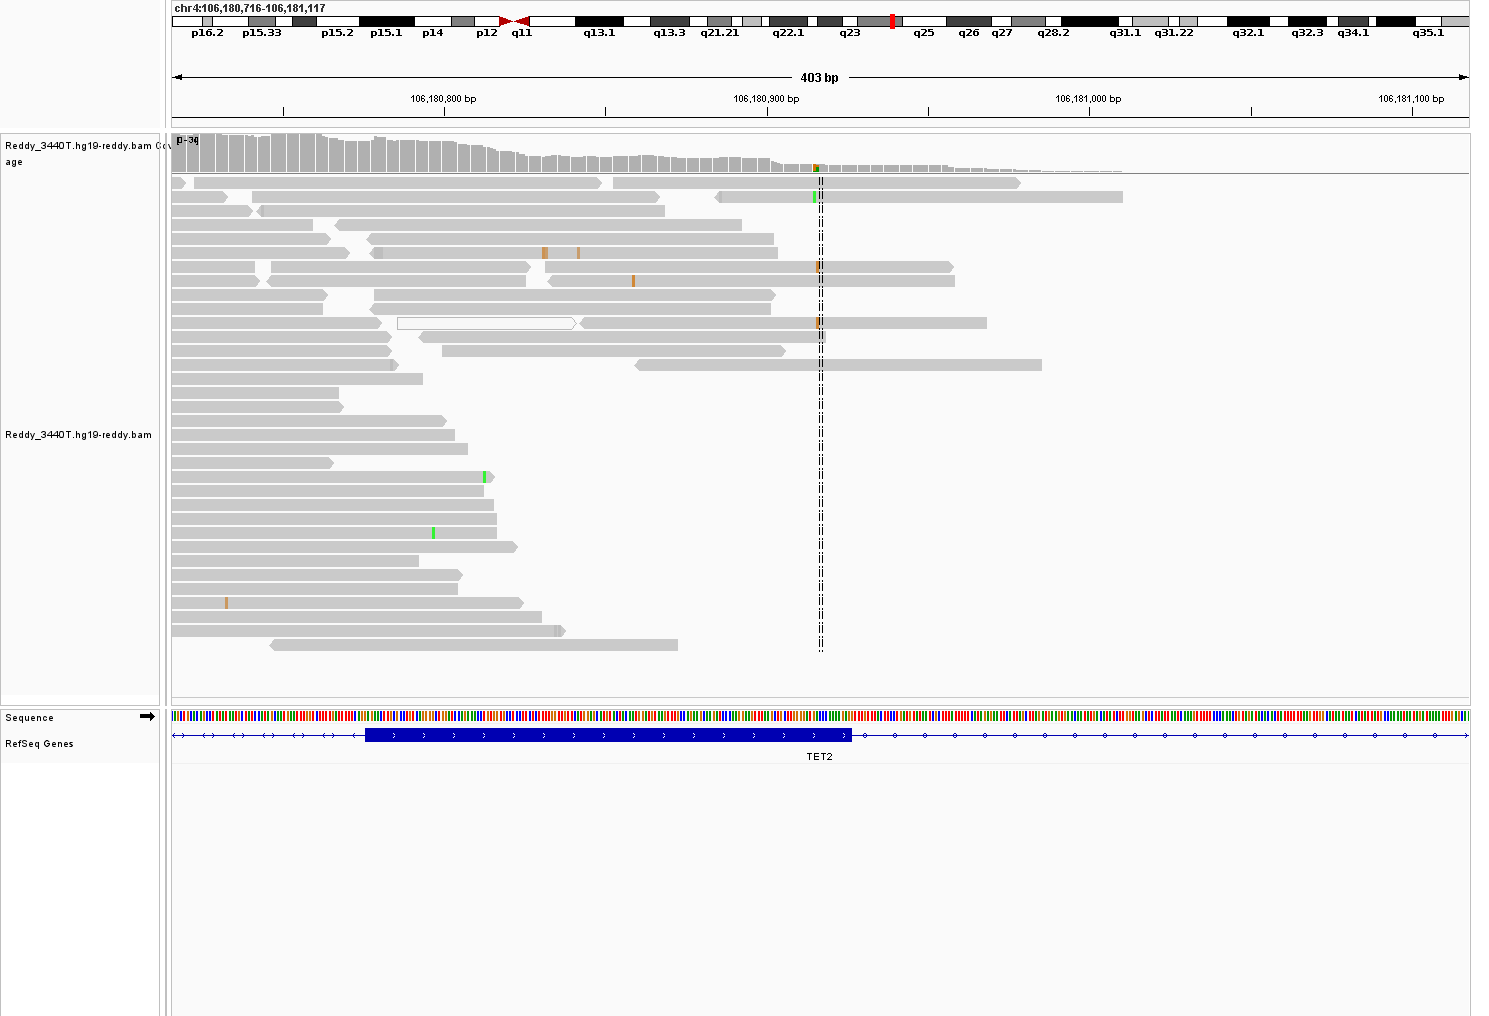 chr4:106,180,716-106,181,117
p16.2 p15.33 p15.2 p15.1 p14 p12 q11 q13.1 q13.3 q21.21 q22.1 q23 q25 q26 q27 q28.2 q31.1 q31.22 q32.1 q32.3 q34.1 q35.1
403 bp
106,180,800 bp 106,180,900 bp 106,181,000 bp 106,181,100 bp
Reddy_3440T.hg19-reddy.bam Cov
age
Reddy_3440T.hg19-reddy.bam
Sequence
RefSeq Genes
TET2